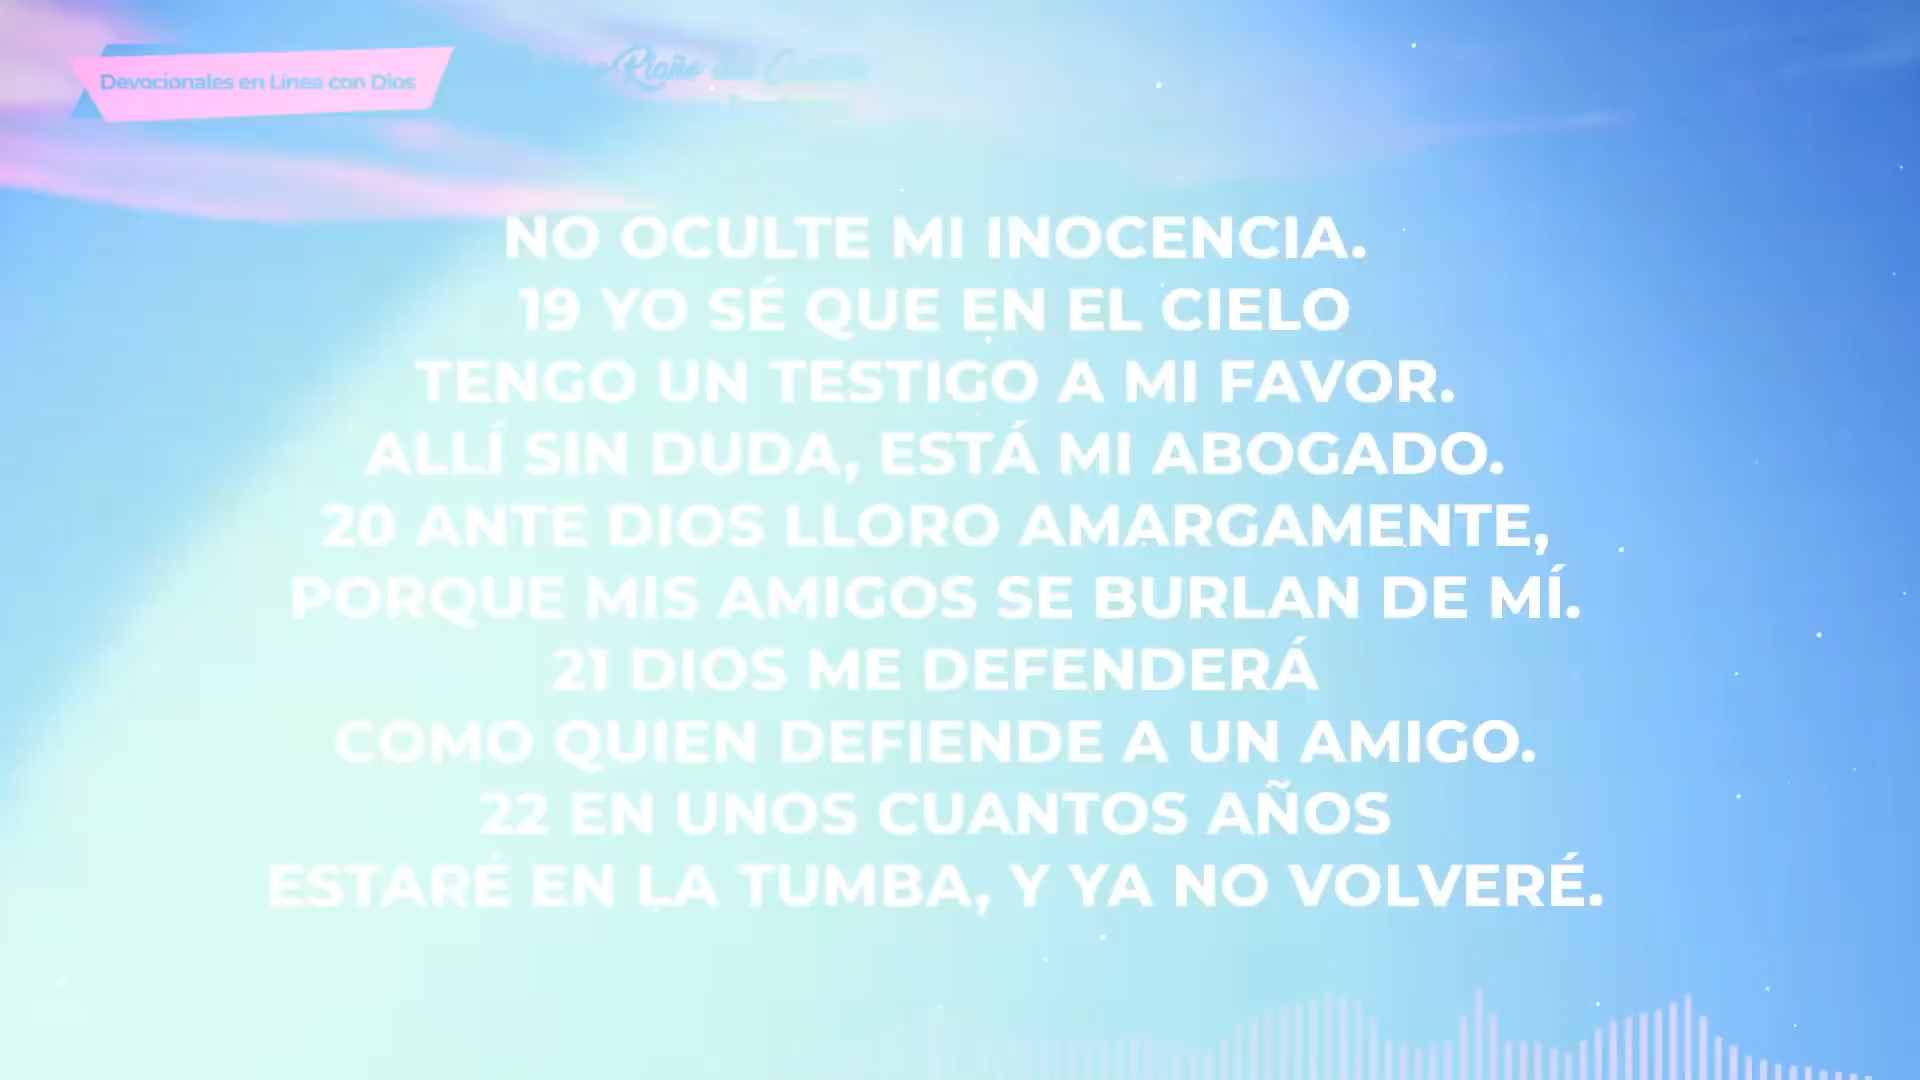 Devocionales en Línea con Dios
Riaño
NO OCULTE MI INOCENCIA.
19 YO SÉ QUE EN EL CIELO
TENGO UN TESTIGO A MI FAVOR.
ALLÍ SIN DUDA, ESTÁ MI ABOGADO.
20 ANTE DIOS LLORO AMARGAMENTE,
PORQUE MIS AMIGOS SE BURLAN DE MÍ.
21 DIOS ME DEFENDERÁ
COMO QUIEN DEFIENDE A UN AMIGO.
22 EN UNOS CUANTOS AÑOS
ESTARÉ EN LA TUMBA, Y YA NO VOLVERÉ.